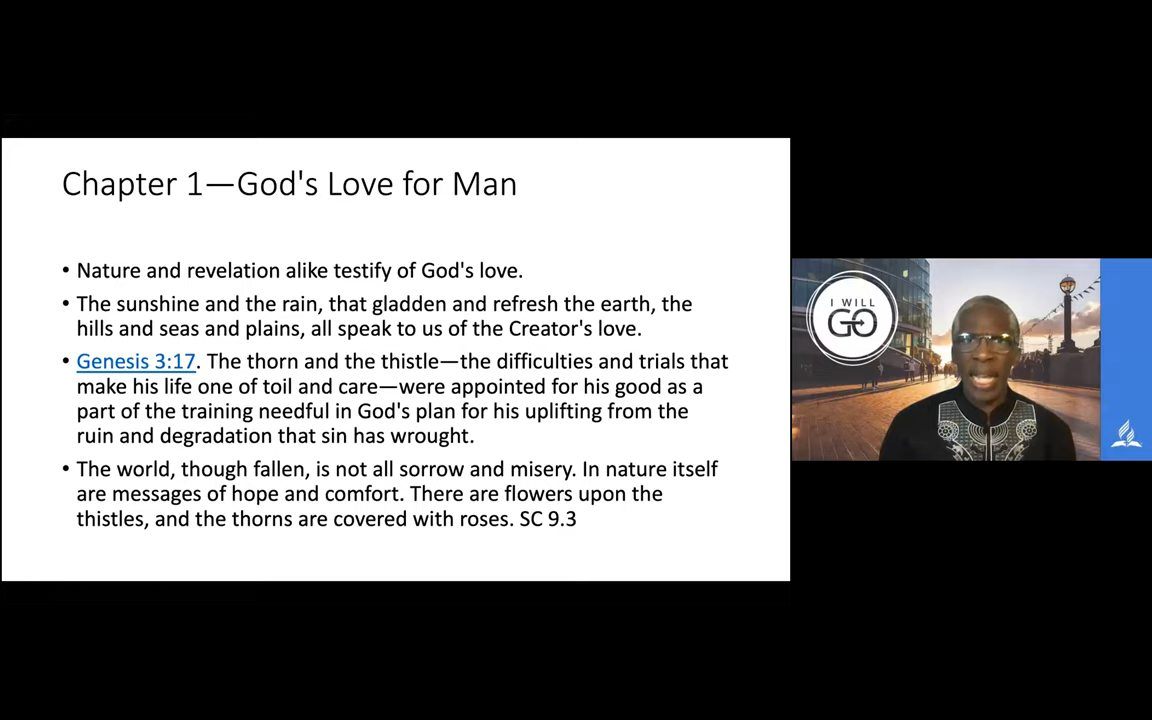 Chapter 1—God's Love for Man
• Nature and revelation alike testify of God's love.
• The sunshine and the rain, that gladden and refresh the earth, the
hills and seas and plains, all speak to us of the Creator's love.
• Genesis 3:17. The thorn and the thistle—the difficulties and trials that
make his life one of toil and care—were appointed for his good as a
part of the training needful in God's plan for his uplifting from the
ruin and degradation that sin has wrought.
• The world, though fallen, is not all sorrow and misery. In nature itself
are messages of hope and comfort. There are flowers upon the
thistles, and the thorns are covered with roses. SC 9.3
I WILL
GO